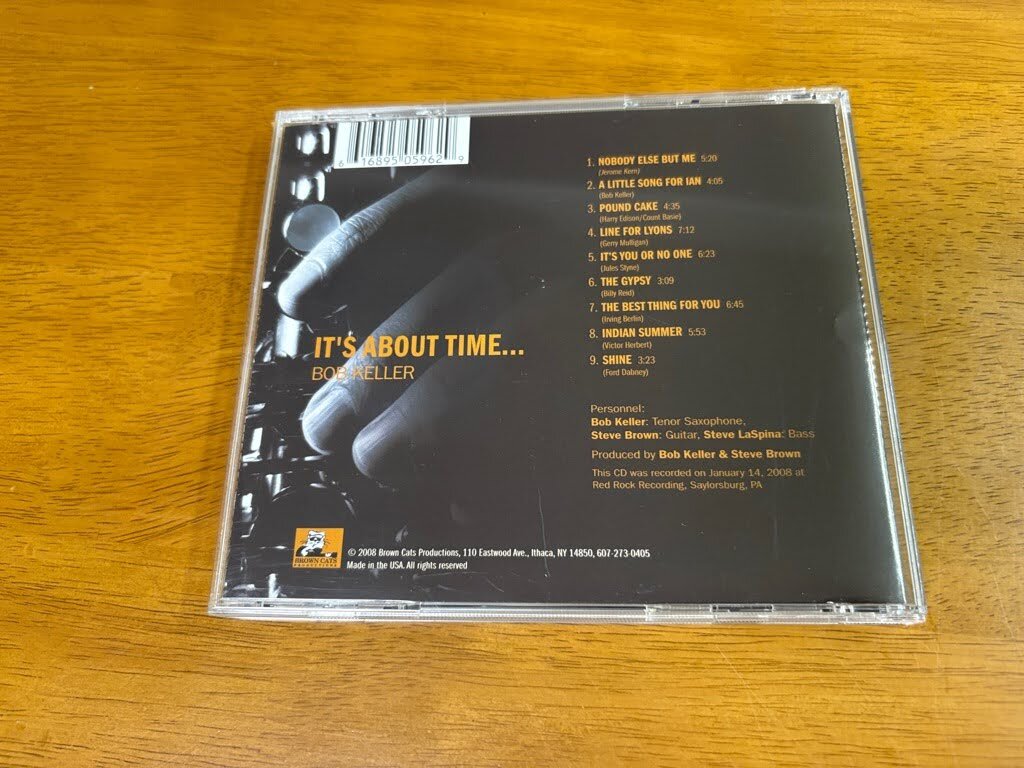 6 16895 05962 9
1. NOBODY ELSE BUT ME 5:20
(Jerome Kern)
2. A LITTLE SONG FOR IAN 4:05
(Bob Keller)
3. POUND CAKE 4:35
(Harry Edison/Count Basie)
4. LINE FOR LYONS 7:12
(Gerry Mulligan)
5. IT'S YOU OR NO ONE 6:23
(Jules Styne)
6. THE GYPSY 3:09
(Billy Reid)
7. THE BEST THING FOR YOU 6:45
(Irving Berlin)
8. INDIAN SUMMER 5:53
(Victor Herbert)
9. SHINE 3:23
(Ford Dabney)
IT'S ABOUT TIME...
BOB KELLER
Personnel:
Bob Keller: Tenor Saxophone,
Steve Brown: Guitar, Steve LaSpina: Bass
Produced by Bob Keller & Steve Brown
This CD was recorded on January 14, 2008 at
Red Rock Recording, Saylorsburg, PA
BROWN CATS
PRODUCTIONS
© 2008 Brown Cats Productions, 110 Eastwood Ave., Ithaca, NY 14850, 607-273-0405
Made in the USA. All rights reserved